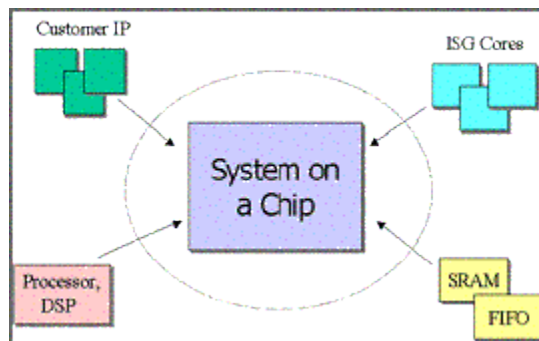 Customer IP
ISG Cores
System on
a Chip
Processor,
DSP
SRAM
FIFO